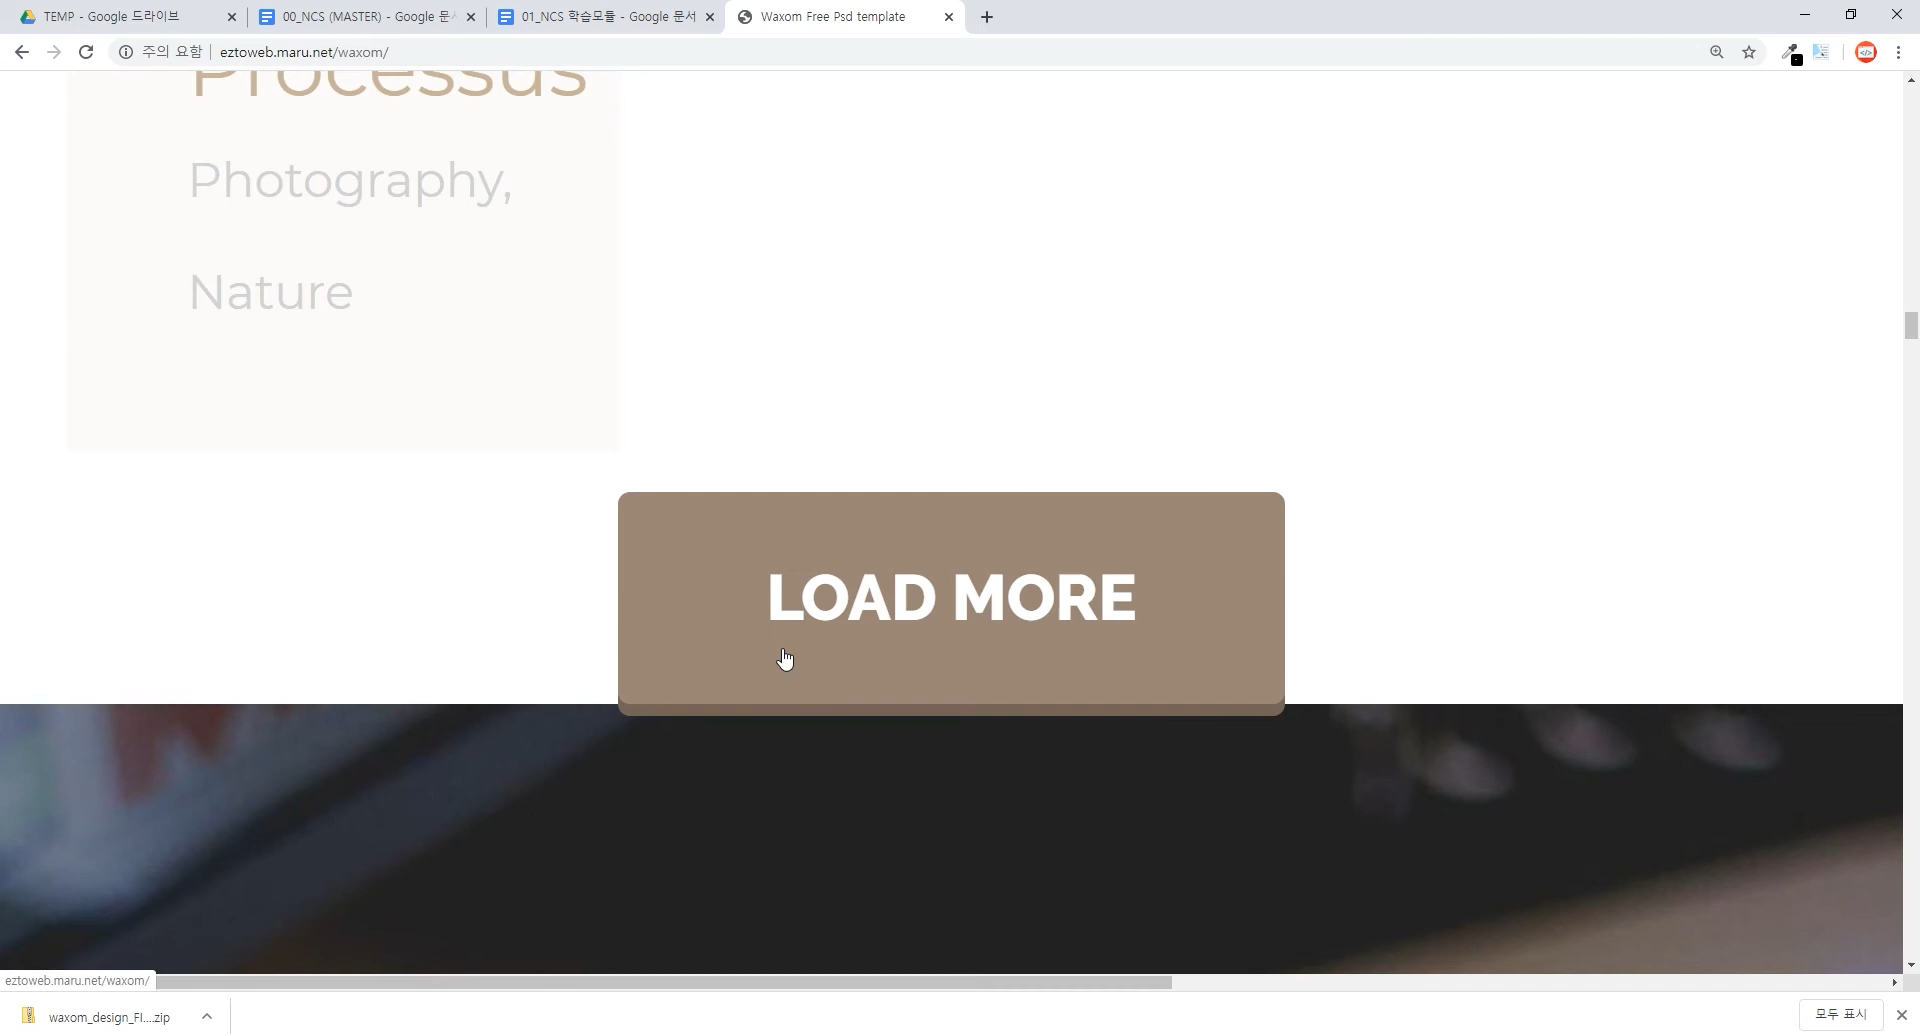 TEMP - Google 드라이브
00_NCS (MASTER) - Google 문
01_NCS 학습모듈 - Google 문서
Waxom Free Psd template
주의 요함
eztoweb.maru.net/waxom/
Processus
Photography,
Nature
LOAD MORE
eztoweb.maru.net/waxom/
waxom_design_Fl....zip
모두 표시